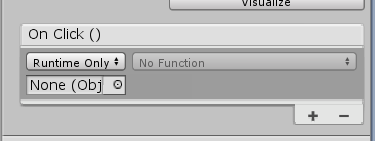 Visualize
On Click ()
Runtime Only No Function
None (Obj